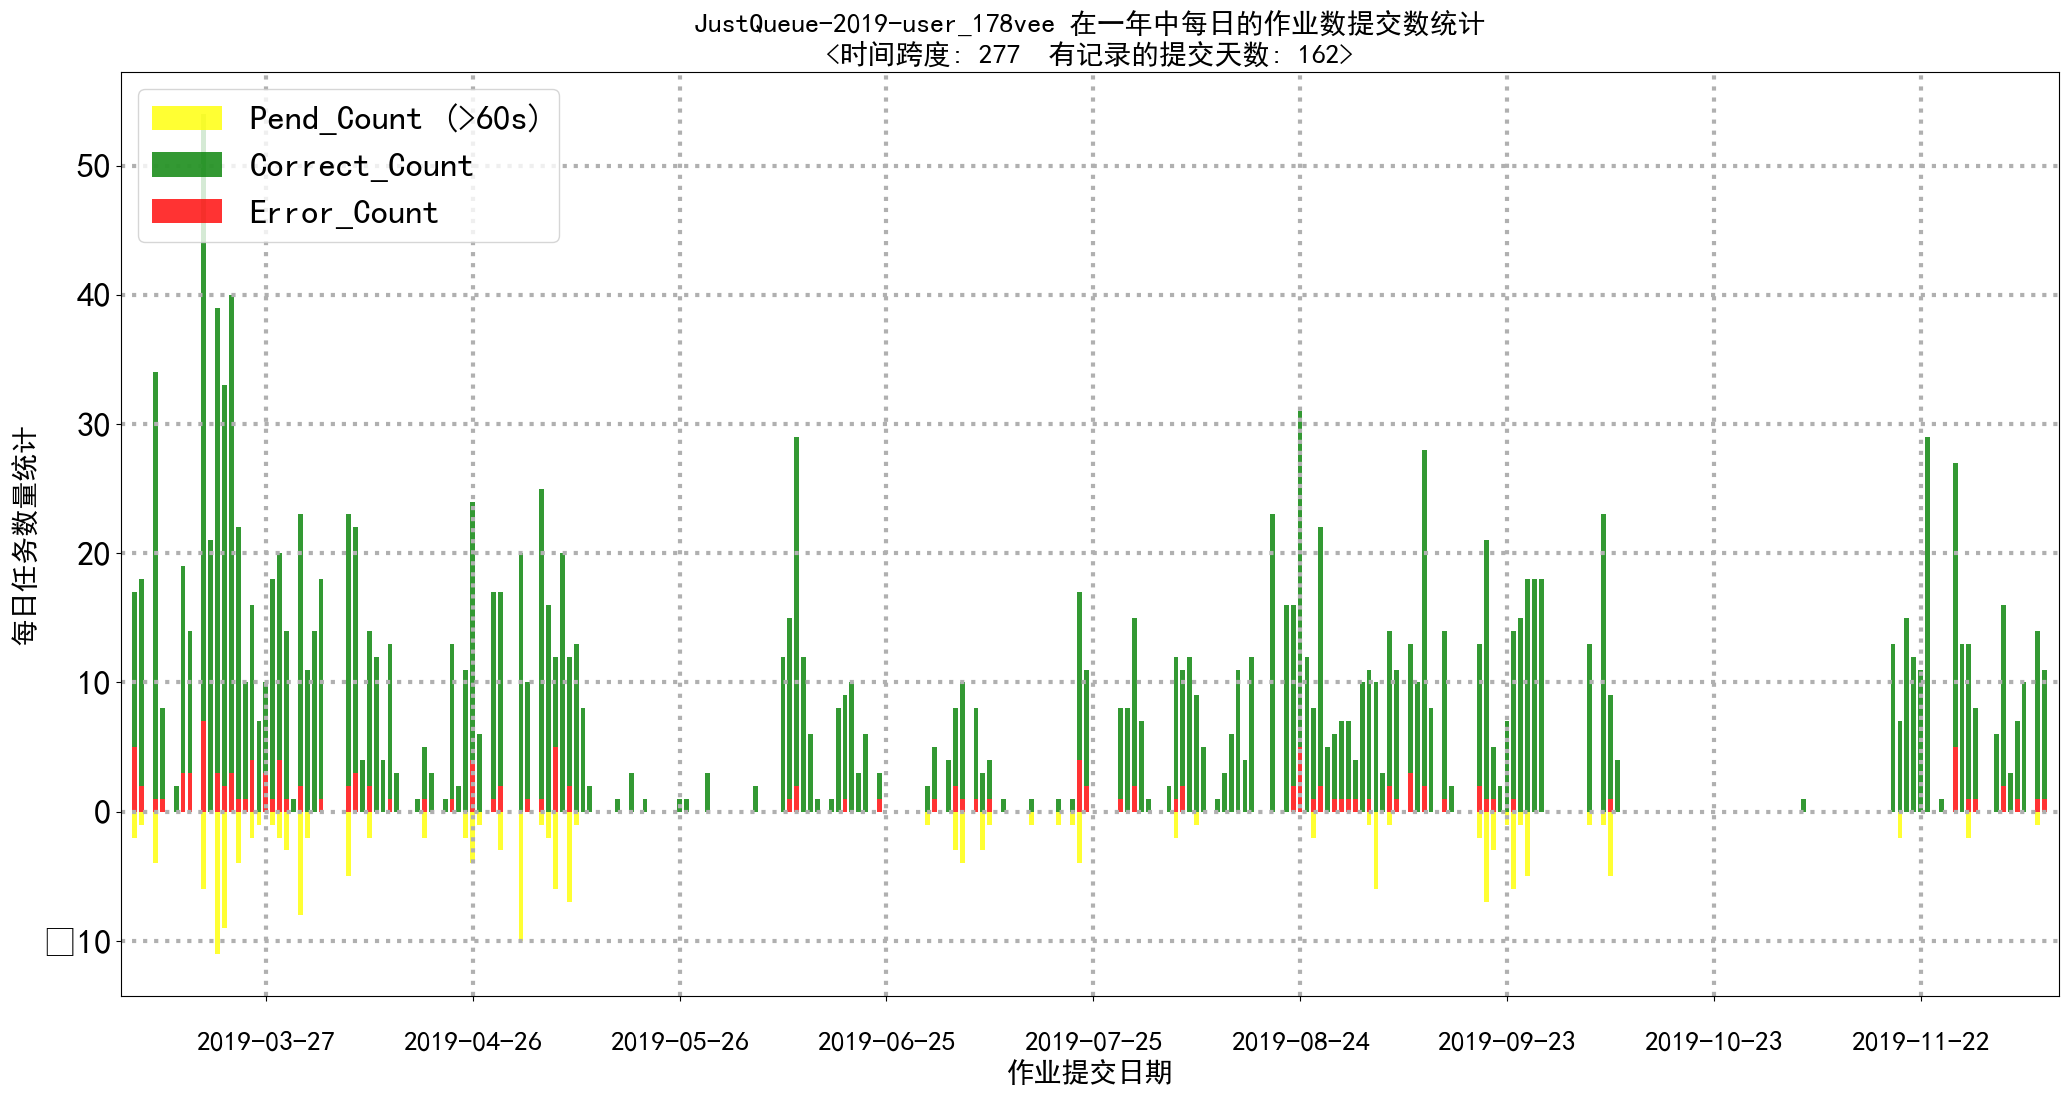 JustQueue-2019-user_178vee 在一年中每日的作业数提交数统计
<时间跨度: 277  有记录的提交天数: 162>
Pend_Count (>60s)
Correct_Count
Error_Count
每日任务数量统计
50
40
30
20
10
0
□10
2019-03-27 2019-04-26 2019-05-26 2019-06-25 2019-07-25 2019-08-24 2019-09-23 2019-10-23 2019-11-22
作业提交日期